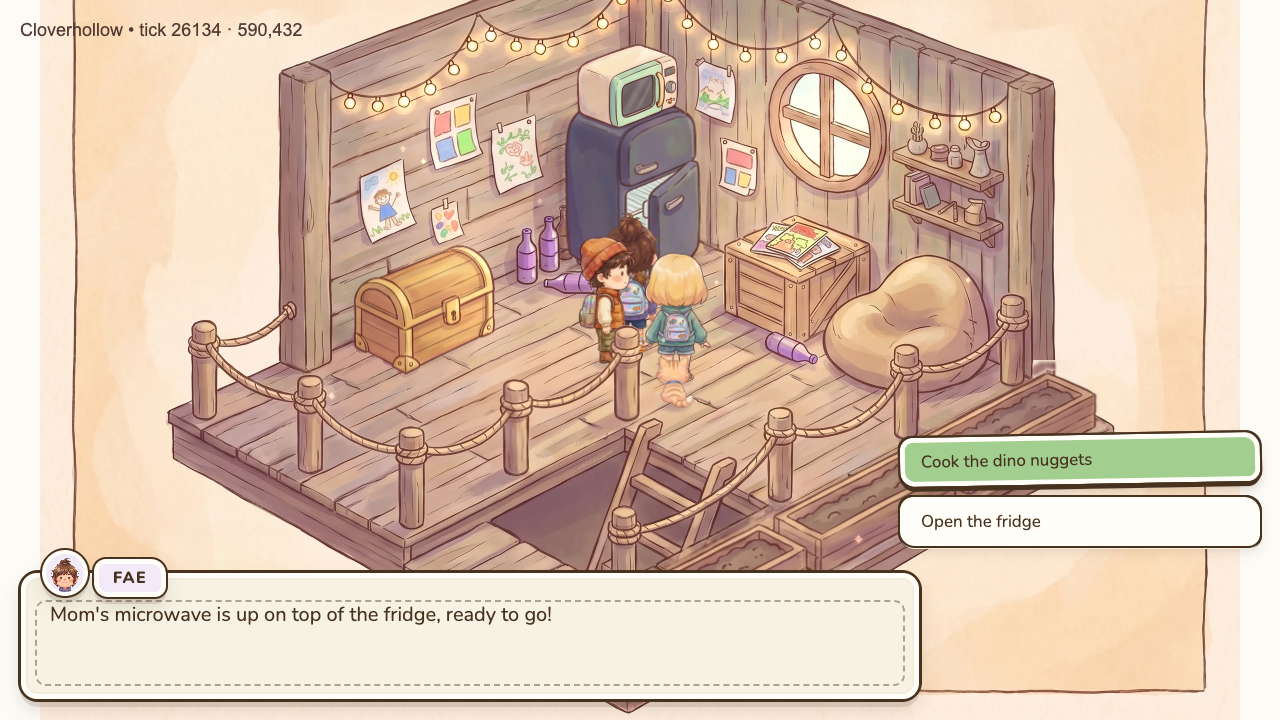 Cloverhollow • tick 26134 · 590,432
Cook the dino nuggets
Open the fridge
FAE
Mom's microwave is up on top of the fridge, ready to go!